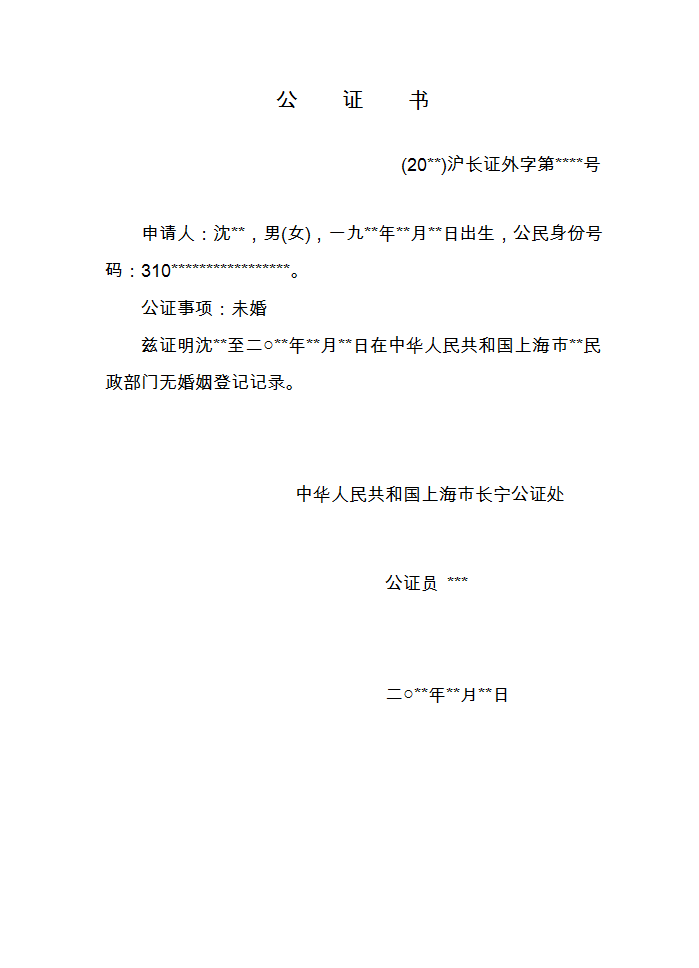 公 证 书
(20**)沪长证外字第****号
申请人：沈**，男(女)，一九**年**月**日出生，公民身份号
码：310*****************。
公证事项：未婚
兹证明沈**至二○**年**月**日在中华人民共和国上海市**民
政部门无婚姻登记记录。
中华人民共和国上海市长宁公证处
公证员 ***
二○**年**月**日